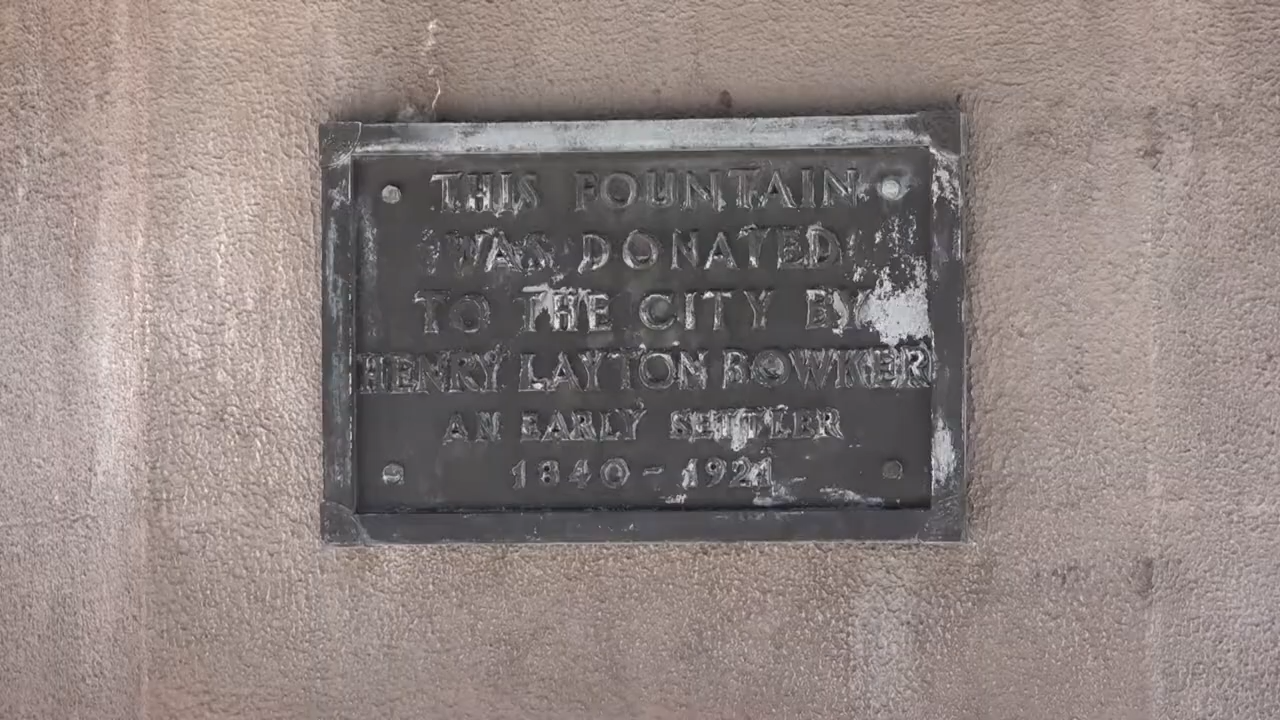 THIS FOUNTAIN
WAS DONATED
TO THE CITY BY
HENRY LAYTON BOWKER
AN EARLY SETTLER
1840 - 1921